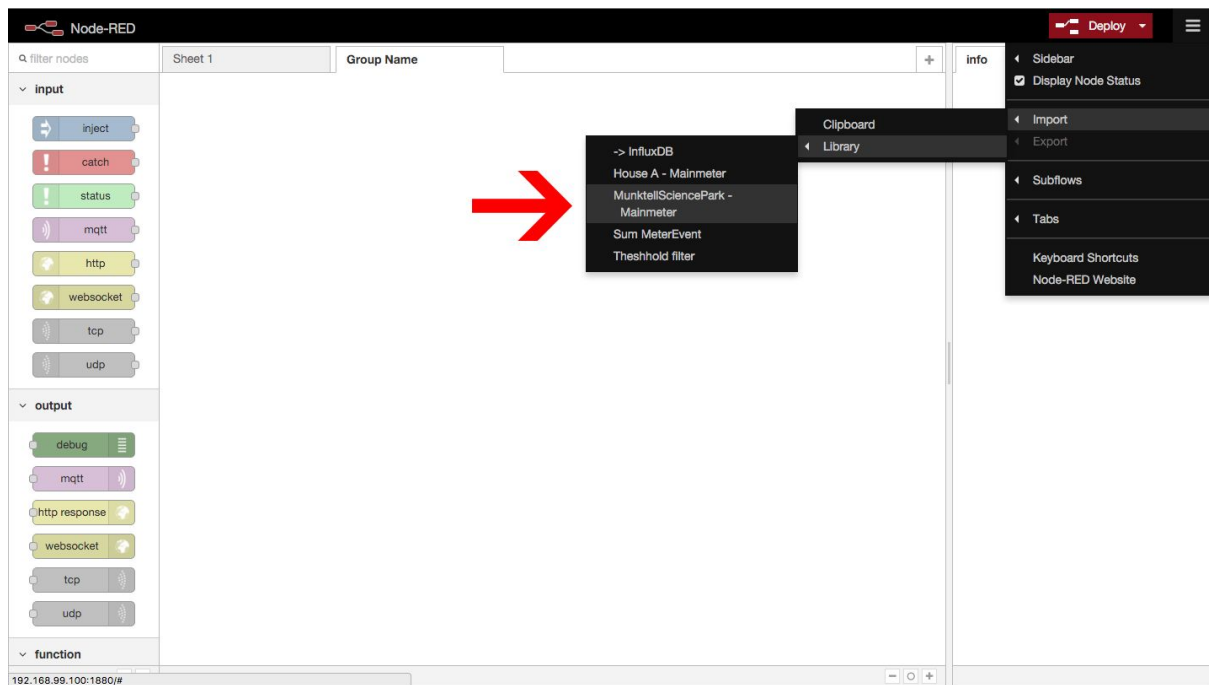 Node-RED
Deploy
filter nodes
Sheet 1
Group Name
+
info
Sidebar
Display Node Status
Import
Export
Subflows
Tabs
Keyboard Shortcuts
Node-RED Website
Clipboard
Library
-> InfluxDB
House A - Mainmeter
MunktellSciencePark -
Mainmeter
Sum MeterEvent
Theshhold filter
input
inject
catch
status
mqtt
http
websocket
tcp
udp
output
debug
mqtt
http response
websocket
tcp
udp
function
192.168.99.100:1880/#